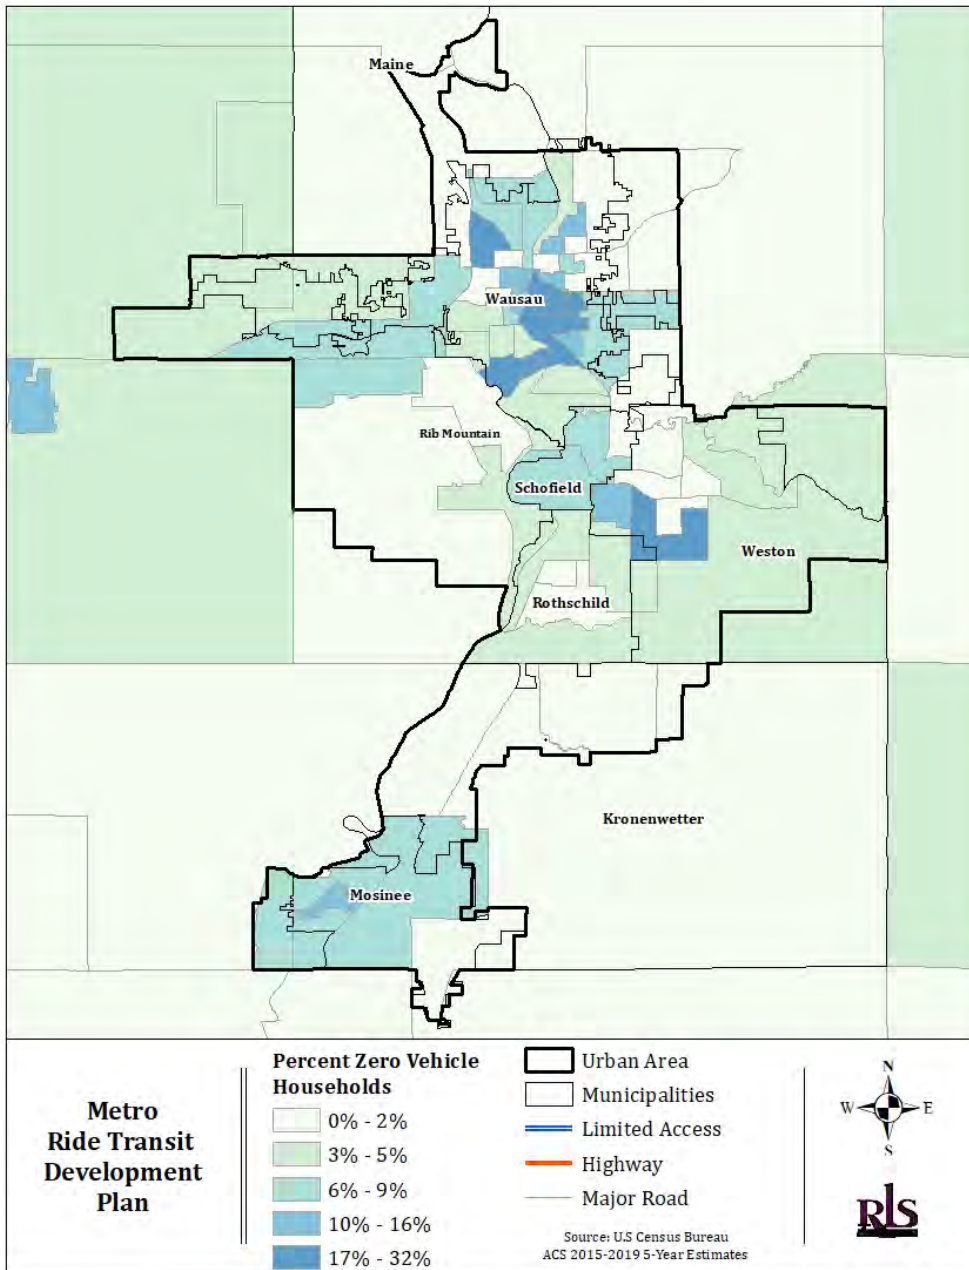 Maine
Wausau
Rib Mountain
Schofield
Weston
Rothschild
Kronenwetter
Mosinee
Metro
Ride Transit
Development
Plan
Percent Zero Vehicle
Households
0% - 2%
3% - 5%
6% - 9%
10% - 16%
17% - 32%
Urban Area
Municipalities
Limited Access
Highway
Major Road
Source: U.S Census Bureau
ACS 2015-2019 5-Year Estimates
N
W E
S
RLS